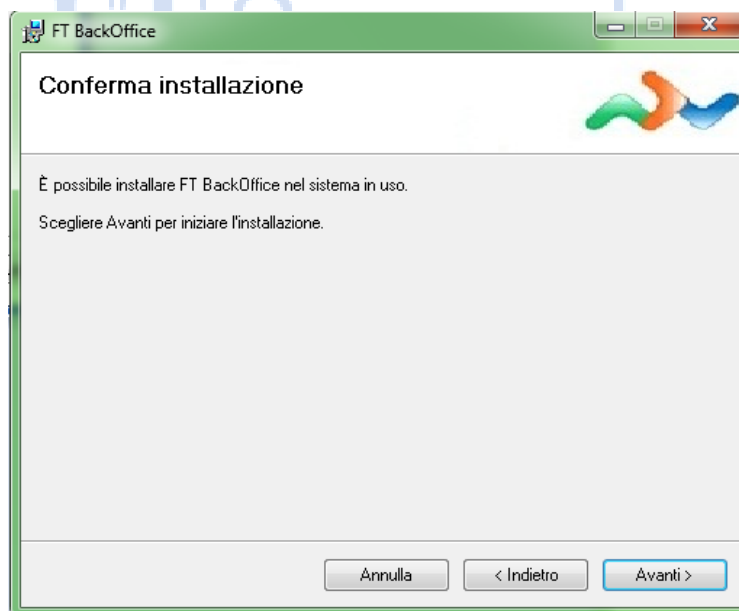 FT BackOffice
Conferma installazione
È possibile installare FT BackOffice nel sistema in uso.
Scegliere Avanti per iniziare l'installazione.
Annulla
< Indietro
Avanti >